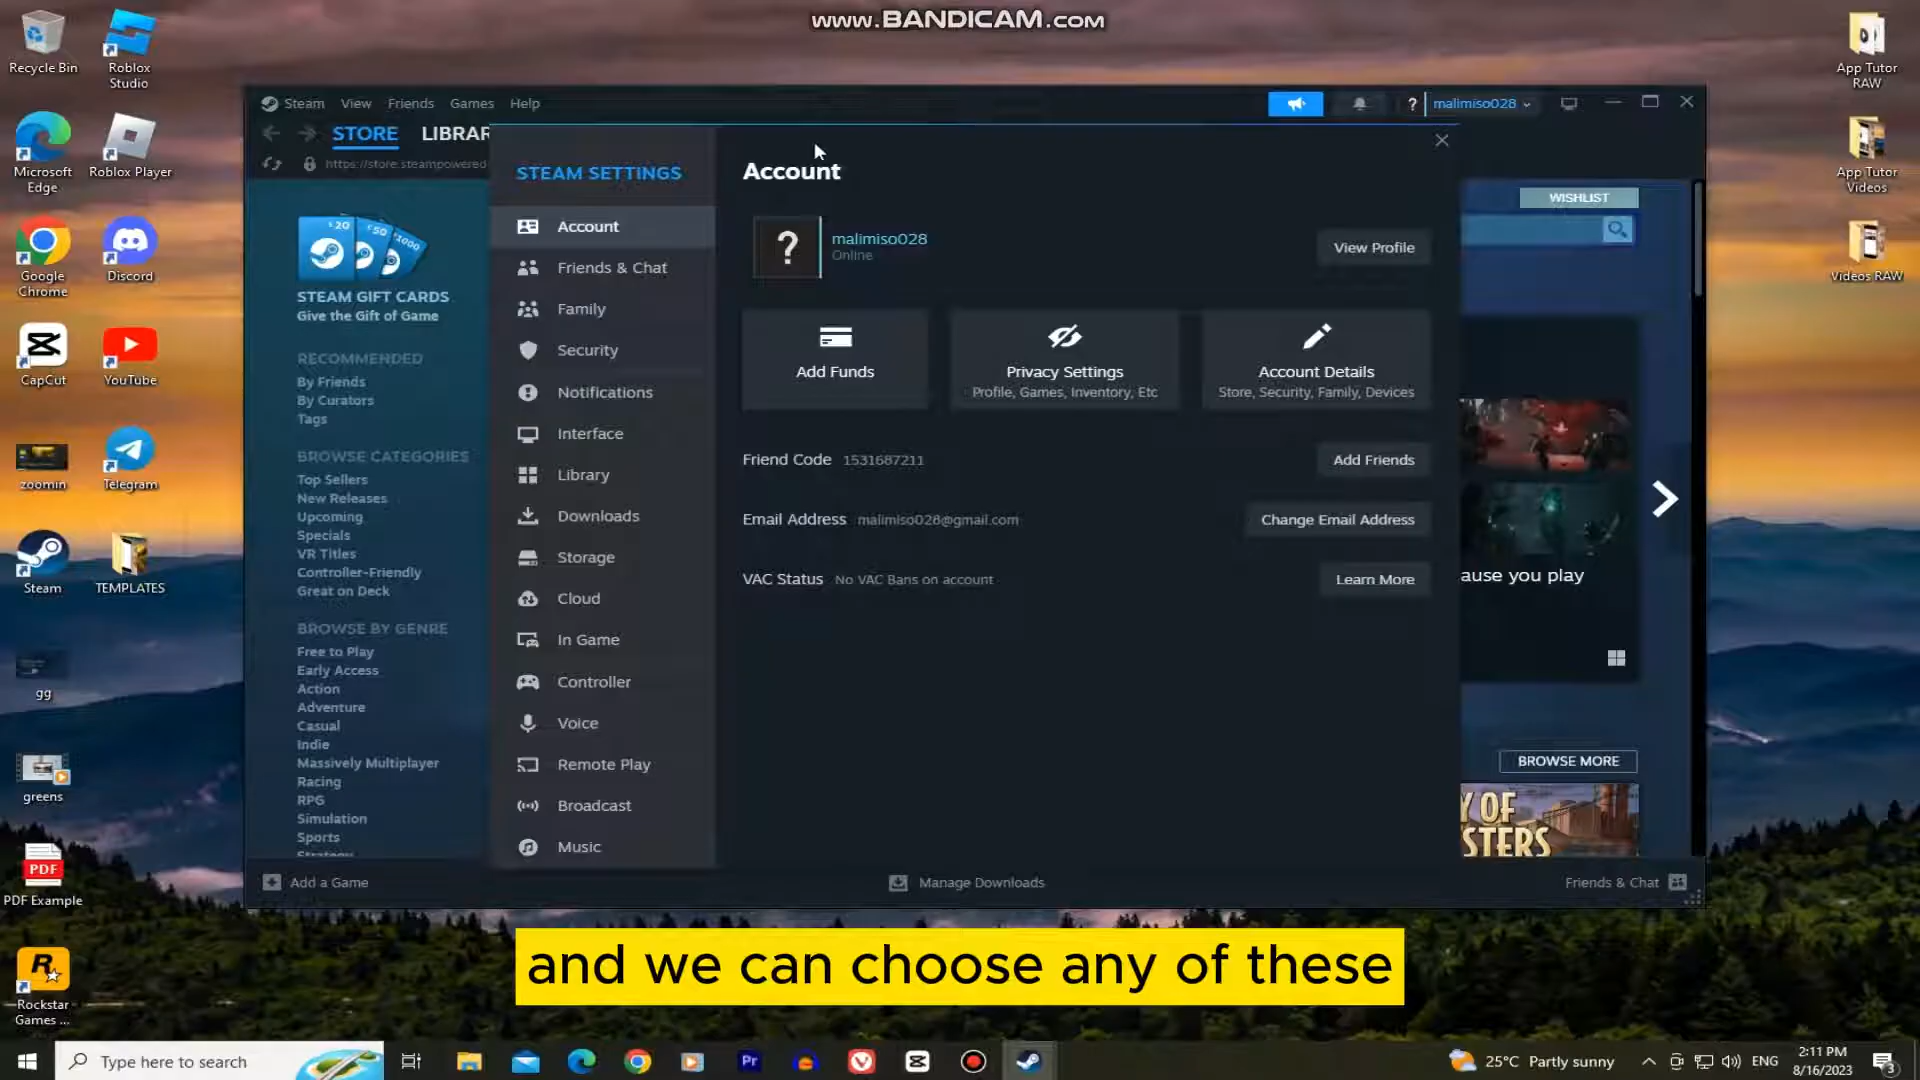 www.BANDICAM.com
Recycle Bin
Roblox Studio
Microsoft Edge
Roblox Player
Google Chrome
Discord
CapCut
YouTube
zoomin
Telegram
Steam
TEMPLATES
gg
greens
PDF
PDF Example
Rockstar Games ...
App Tutor RAW
App Tutor Videos
Videos RAW
Steam View Friends Games Help
? malimiso028
STORE LIBRAR
https://store.steampowered
$20 $50 $1000
STEAM GIFT CARDS
Give the Gift of Game
RECOMMENDED
By Friends
By Curators
Tags
BROWSE CATEGORIES
Top Sellers
New Releases
Upcoming
Specials
VR Titles
Controller-Friendly
Great on Deck
BROWSE BY GENRE
Free to Play
Early Access
Action
Adventure
Casual
Indie
Massively Multiplayer
Racing
RPG
Simulation
Sports
Strategy
STEAM SETTINGS
Account
Friends & Chat
Family
Security
Notifications
Interface
Library
Downloads
Storage
Cloud
In Game
Controller
Voice
Remote Play
Broadcast
Music
Account
?
malimiso028
Online
View Profile
Add Funds
Privacy Settings
Profile, Games, Inventory, Etc
Account Details
Store, Security, Family, Devices
Friend Code 1531687211
Add Friends
Email Address malimiso028@gmail.com
Change Email Address
VAC Status No VAC Bans on account
Learn More
WISHLIST
ause you play
BROWSE MORE
Y OF
STERS
Add a Game
Manage Downloads
Friends & Chat
and we can choose any of these
Type here to search
Pr
25°C Partly sunny
ENG
2:11 PM
8/16/2023
3